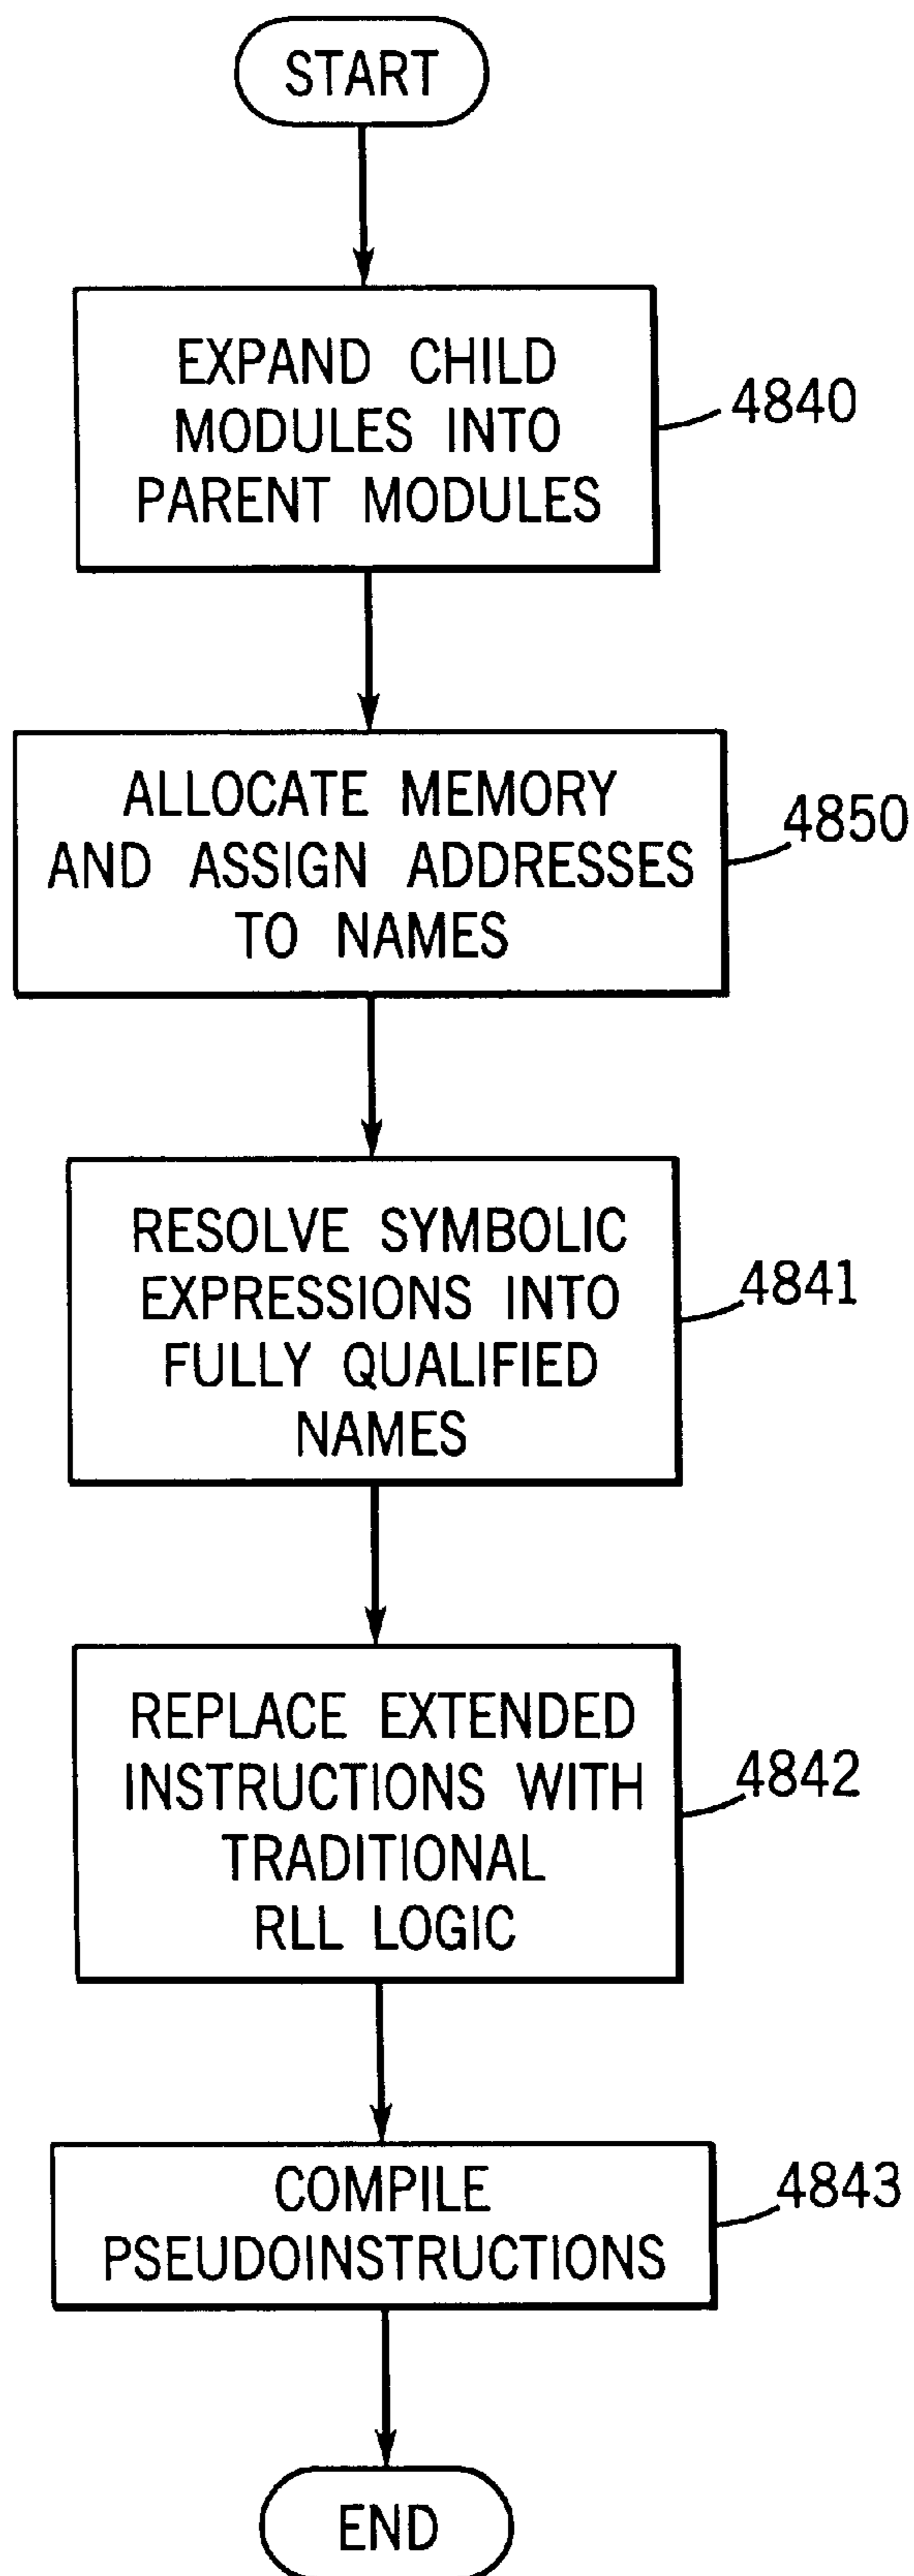 START
EXPAND CHILD
MODULES INTO
PARENT MODULES
4840
ALLOCATE MEMORY
AND ASSIGN ADDRESSES
TO NAMES
4850
RESOLVE SYMBOLIC
EXPRESSIONS INTO
FULLY QUALIFIED
NAMES
4841
REPLACE EXTENDED
INSTRUCTIONS WITH
TRADITIONAL
RLL LOGIC
4842
COMPILE
PSEUDOINSTRUCTIONS
4843
END